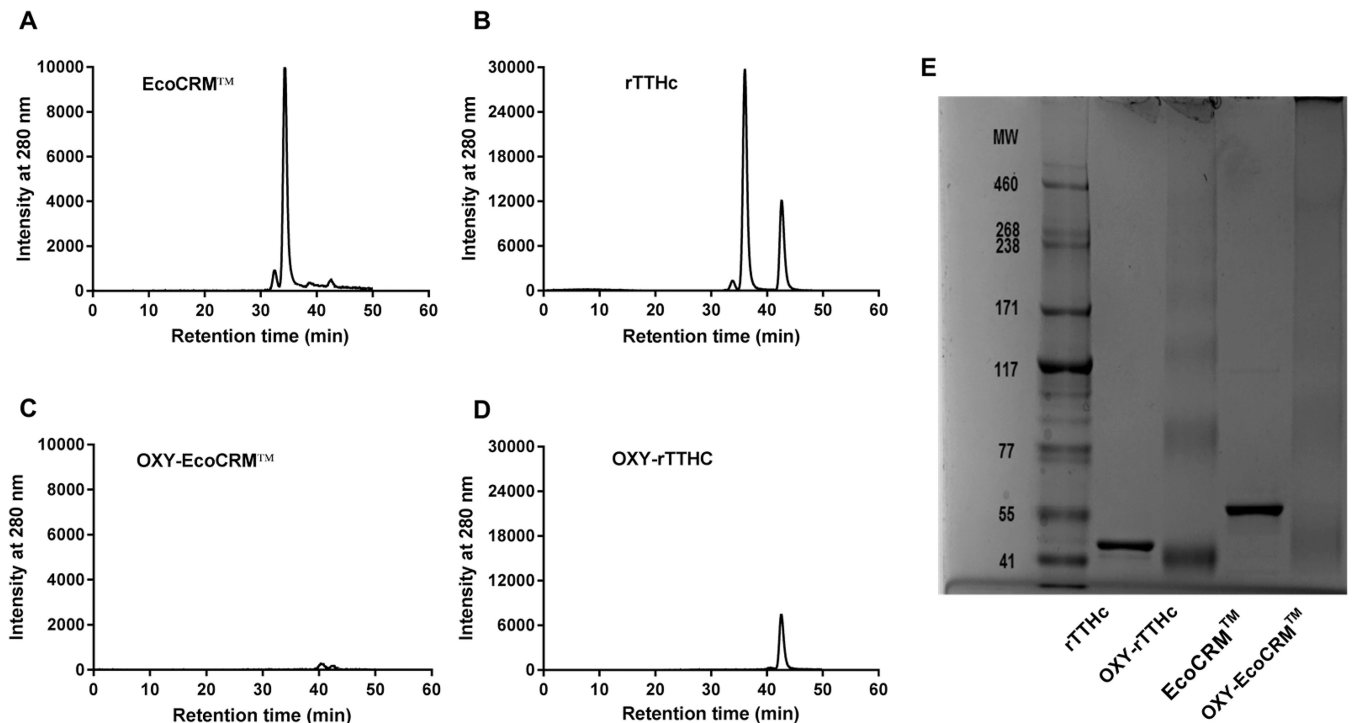 A
EcoCRM™
Intensity at 280 nm
10000
8000
6000
4000
2000
0
0 10 20 30 40 50 60
Retention time (min)
B
rTTHc
Intensity at 280 nm
30000
24000
18000
12000
6000
0
0 10 20 30 40 50 60
Retention time (min)
C
OXY-EcoCRM™
Intensity at 280 nm
10000
8000
6000
4000
2000
0
0 10 20 30 40 50 60
Retention time (min)
D
OXY-rTTHC
Intensity at 280 nm
30000
24000
18000
12000
6000
0
0 10 20 30 40 50 60
Retention time (min)
E
MW
460
268
238
171
117
77
55
41
rTTHc
OXY-rTTHc
EcoCRM™
OXY-EcoCRM™